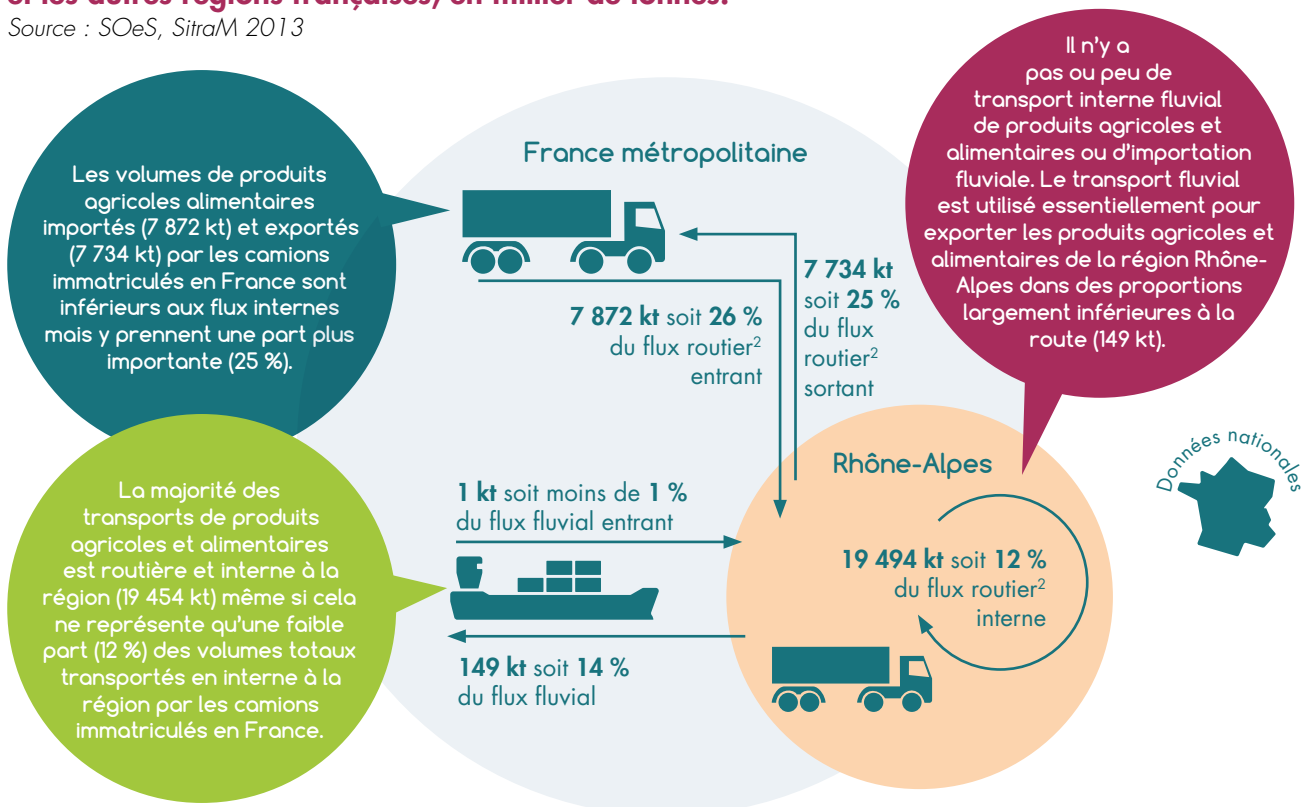 et les autres régions françaises, en millier de tonnes.
Source : SOeS, SitraM 2013
Les volumes de produits
agricoles alimentaires
importés (7 872 kt) et exportés
(7 734 kt) par les camions
immatriculés en France sont
inférieurs aux flux internes
mais y prennent une part plus
importante (25 %).
France métropolitaine
Il n'y a
pas ou peu de
transport interne fluvial
de produits agricoles et
alimentaires ou d'importation
fluviale. Le transport fluvial
est utilisé essentiellement pour
exporter les produits agricoles et
alimentaires de la région Rhône-
Alpes dans des proportions
largement inférieures à la
route (149 kt).
7 872 kt soit 26 %
du flux routier²
entrant
7 734 kt
soit 25 %
du flux
routier²
sortant
La majorité des
transports de produits
agricoles et alimentaires
est routière et interne à la
région (19 454 kt) même si cela
ne représente qu'une faible
part (12 %) des volumes totaux
transportés en interne à la
région par les camions
immatriculés en France.
1 kt soit moins de 1 %
du flux fluvial entrant
149 kt soit 14 %
du flux fluvial
Rhône-Alpes
19 494 kt soit 12 %
du flux routier²
interne
Données nationales